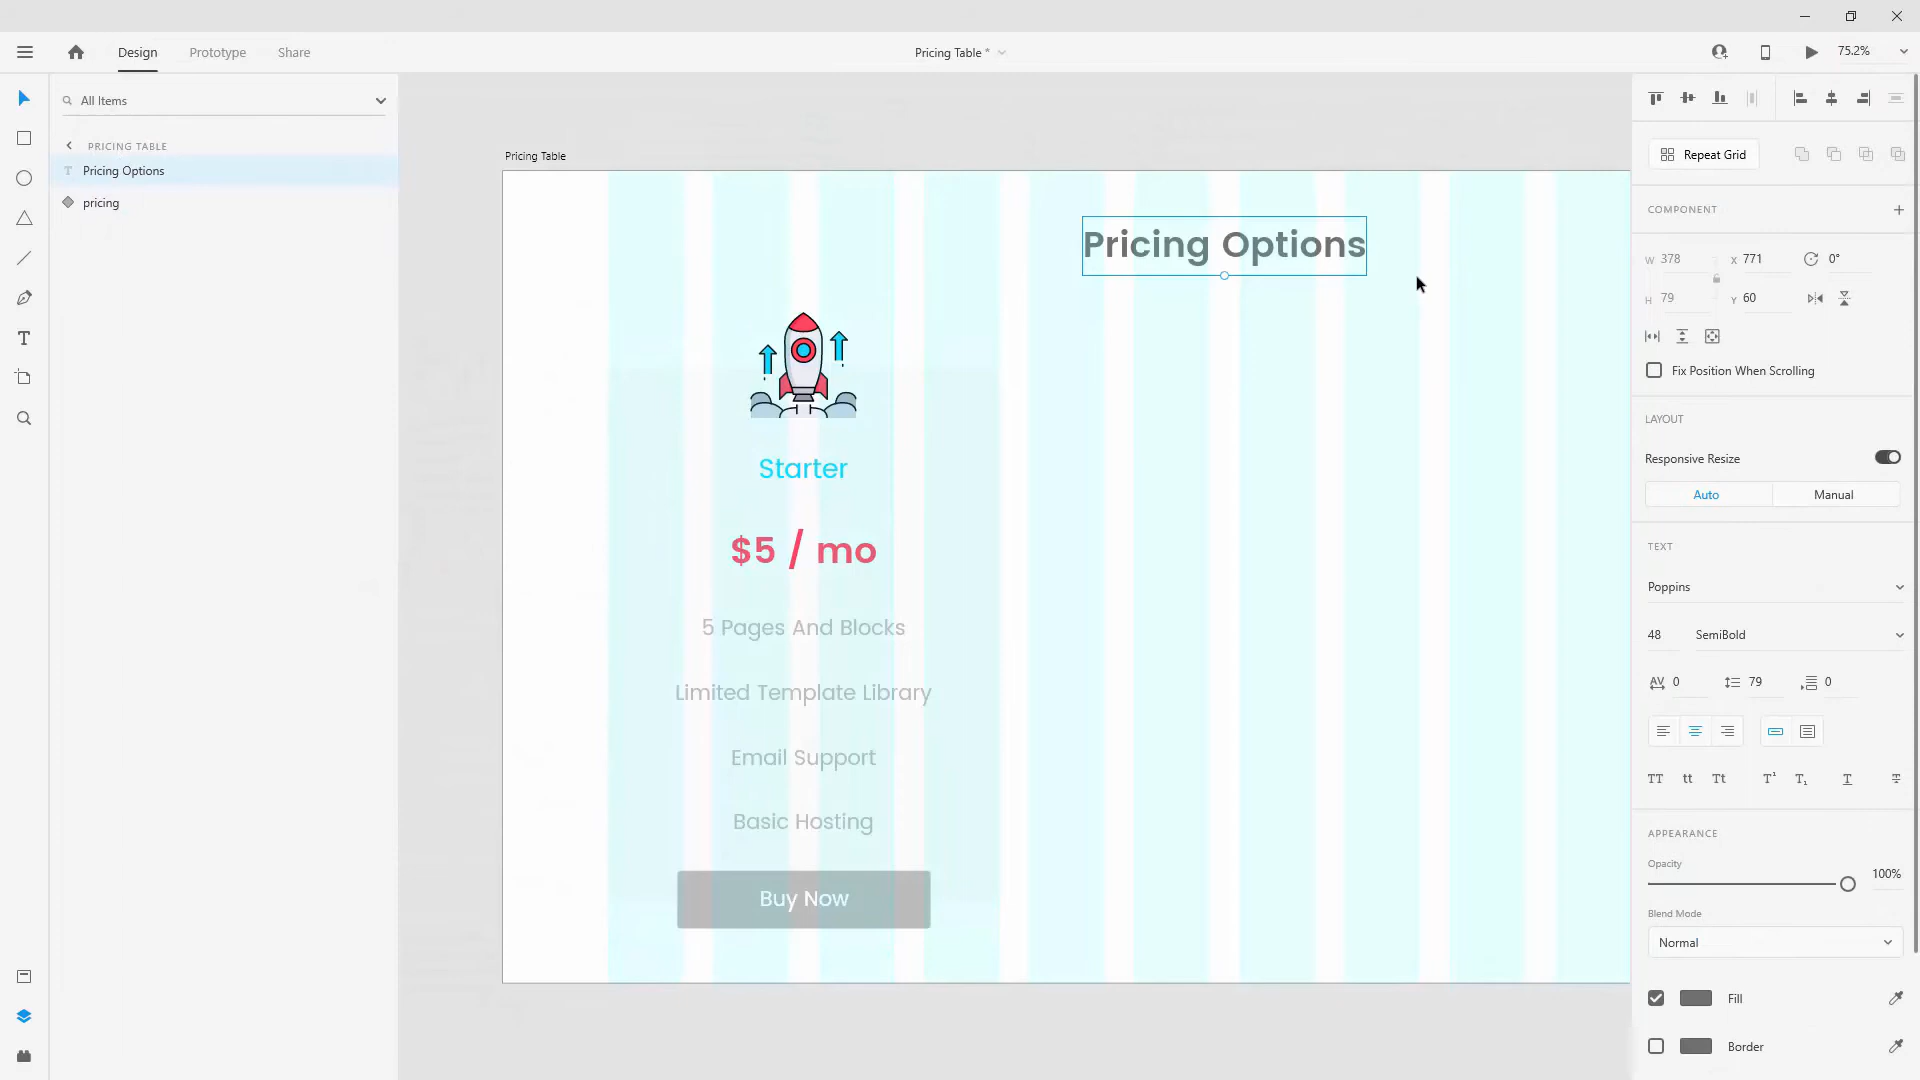 Design
Prototype
Share
Pricing Table *
75.2%
All Items
PRICING TABLE
Pricing Options
pricing
Pricing Table
Pricing Options
Starter
$5 / mo
5 Pages And Blocks
Limited Template Library
Email Support
Basic Hosting
Buy Now
Repeat Grid
COMPONENT
W 378
X 771
0°
H 79
Y 60
Fix Position When Scrolling
LAYOUT
Responsive Resize
Auto
Manual
TEXT
Poppins
48
SemiBold
AV 0
79
0
TT
tt
Tt
T¹
T₁
T
T
APPEARANCE
Opacity
100%
Blend Mode
Normal
Fill
Border